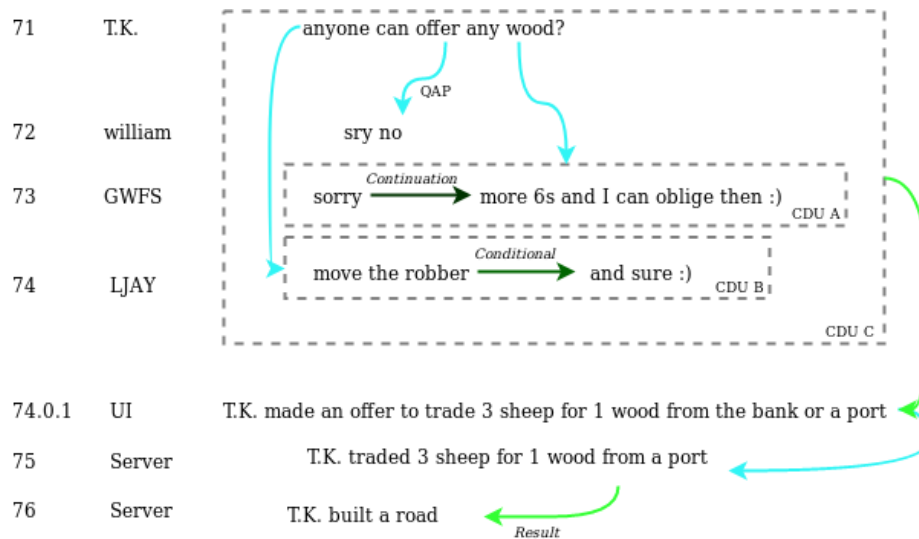 71 T.K. anyone can offer any wood?
QAP
72 william sry no
Continuation
73 GWFS sorry more 6s and I can oblige then :)
CDU A
Conditional
74 LJAY move the robber and sure :)
CDU B
CDU C
74.0.1 UI T.K. made an offer to trade 3 sheep for 1 wood from the bank or a port
75 Server T.K. traded 3 sheep for 1 wood from a port
76 Server T.K. built a road
Result